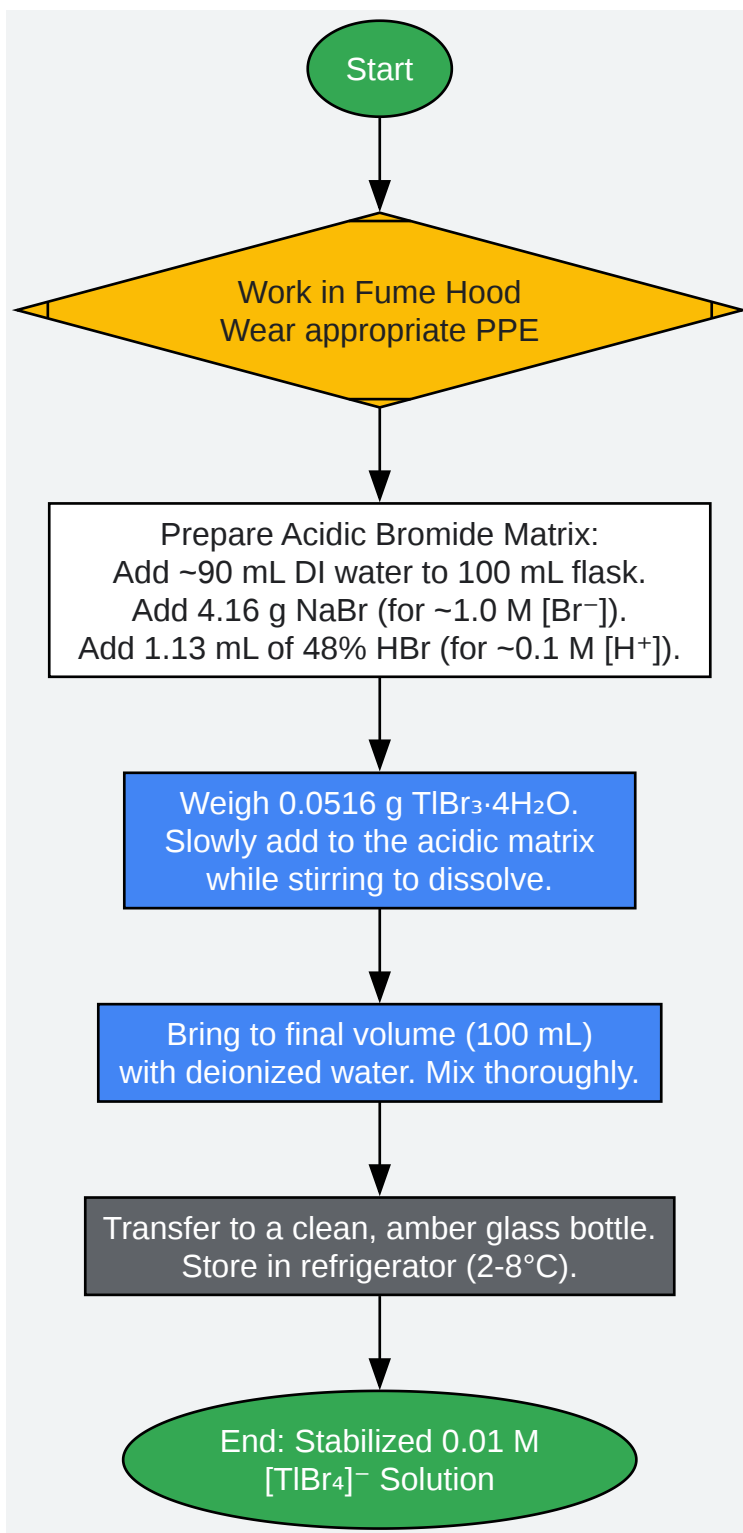 Start
Work in Fume Hood
Wear appropriate PPE
Prepare Acidic Bromide Matrix:
Add ~90 mL DI water to 100 mL flask.
Add 4.16 g NaBr (for ~1.0 M [Br⁻]).
Add 1.13 mL of 48% HBr (for ~0.1 M [H⁺]).
Weigh 0.0516 g TlBr₃·4H₂O.
Slowly add to the acidic matrix
while stirring to dissolve.
Bring to final volume (100 mL)
with deionized water. Mix thoroughly.
Transfer to a clean, amber glass bottle.
Store in refrigerator (2-8°C).
End: Stabilized 0.01 M
[TlBr₄]⁻ Solution